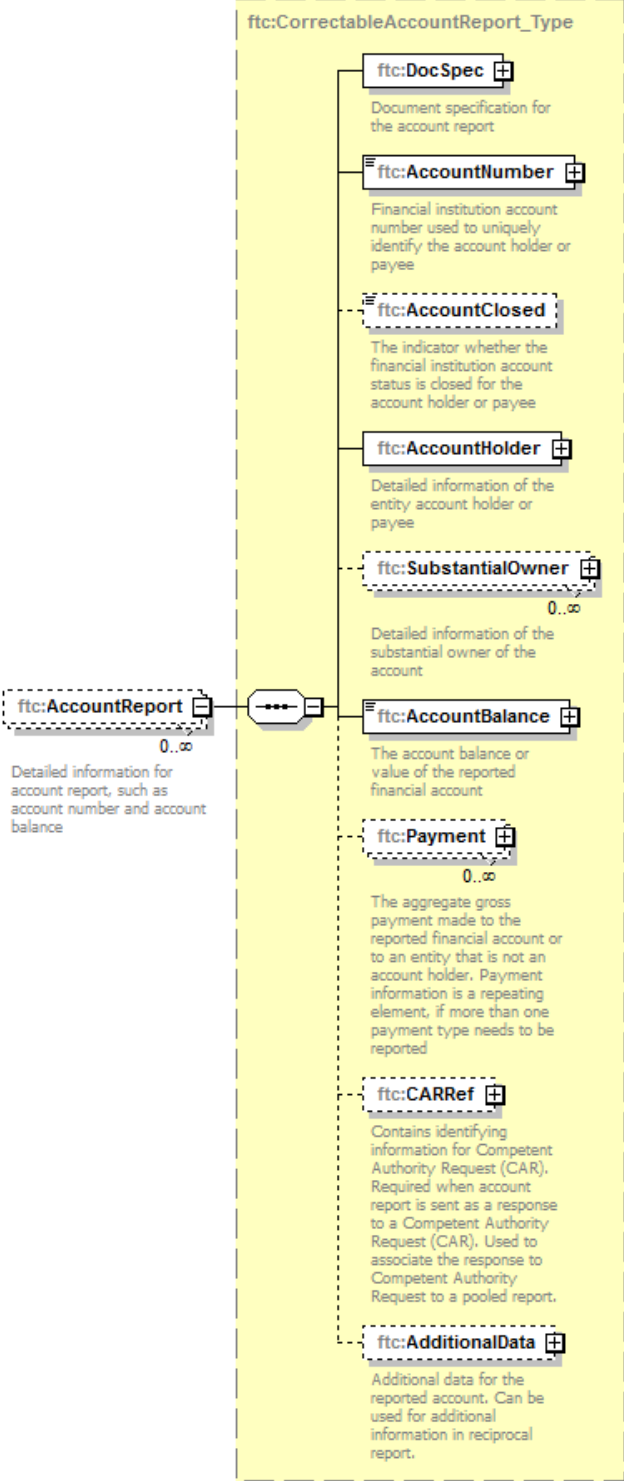 ftc:CorrectableAccountReport_Type
ftc:DocSpec
Document specification for
the account report
ftc:AccountNumber
Financial institution account
number used to uniquely
identify the account holder or
payee
ftc:AccountClosed
The indicator whether the
financial institution account
status is closed for the
account holder or payee
ftc:AccountHolder
Detailed information of the
entity account holder or
payee
ftc:SubstantialOwner
0..∞
Detailed information of the
substantial owner of the
account
ftc:AccountReport
0..∞
Detailed information for
account report, such as
account number and account
balance
ftc:AccountBalance
The account balance or
value of the reported
financial account
ftc:Payment
0..∞
The aggregate gross
payment made to the
reported financial account or
to an entity that is not an
account holder. Payment
information is a repeating
element, if more than one
payment type needs to be
reported
ftc:CARRef
Contains identifying
information for Competent
Authority Request (CAR).
Required when account
report is sent as a response
to a Competent Authority
Request (CAR). Used to
associate the response to
Competent Authority
Request to a pooled report.
ftc:AdditionalData
Additional data for the
reported account. Can be
used for additional
information in reciprocal
report.